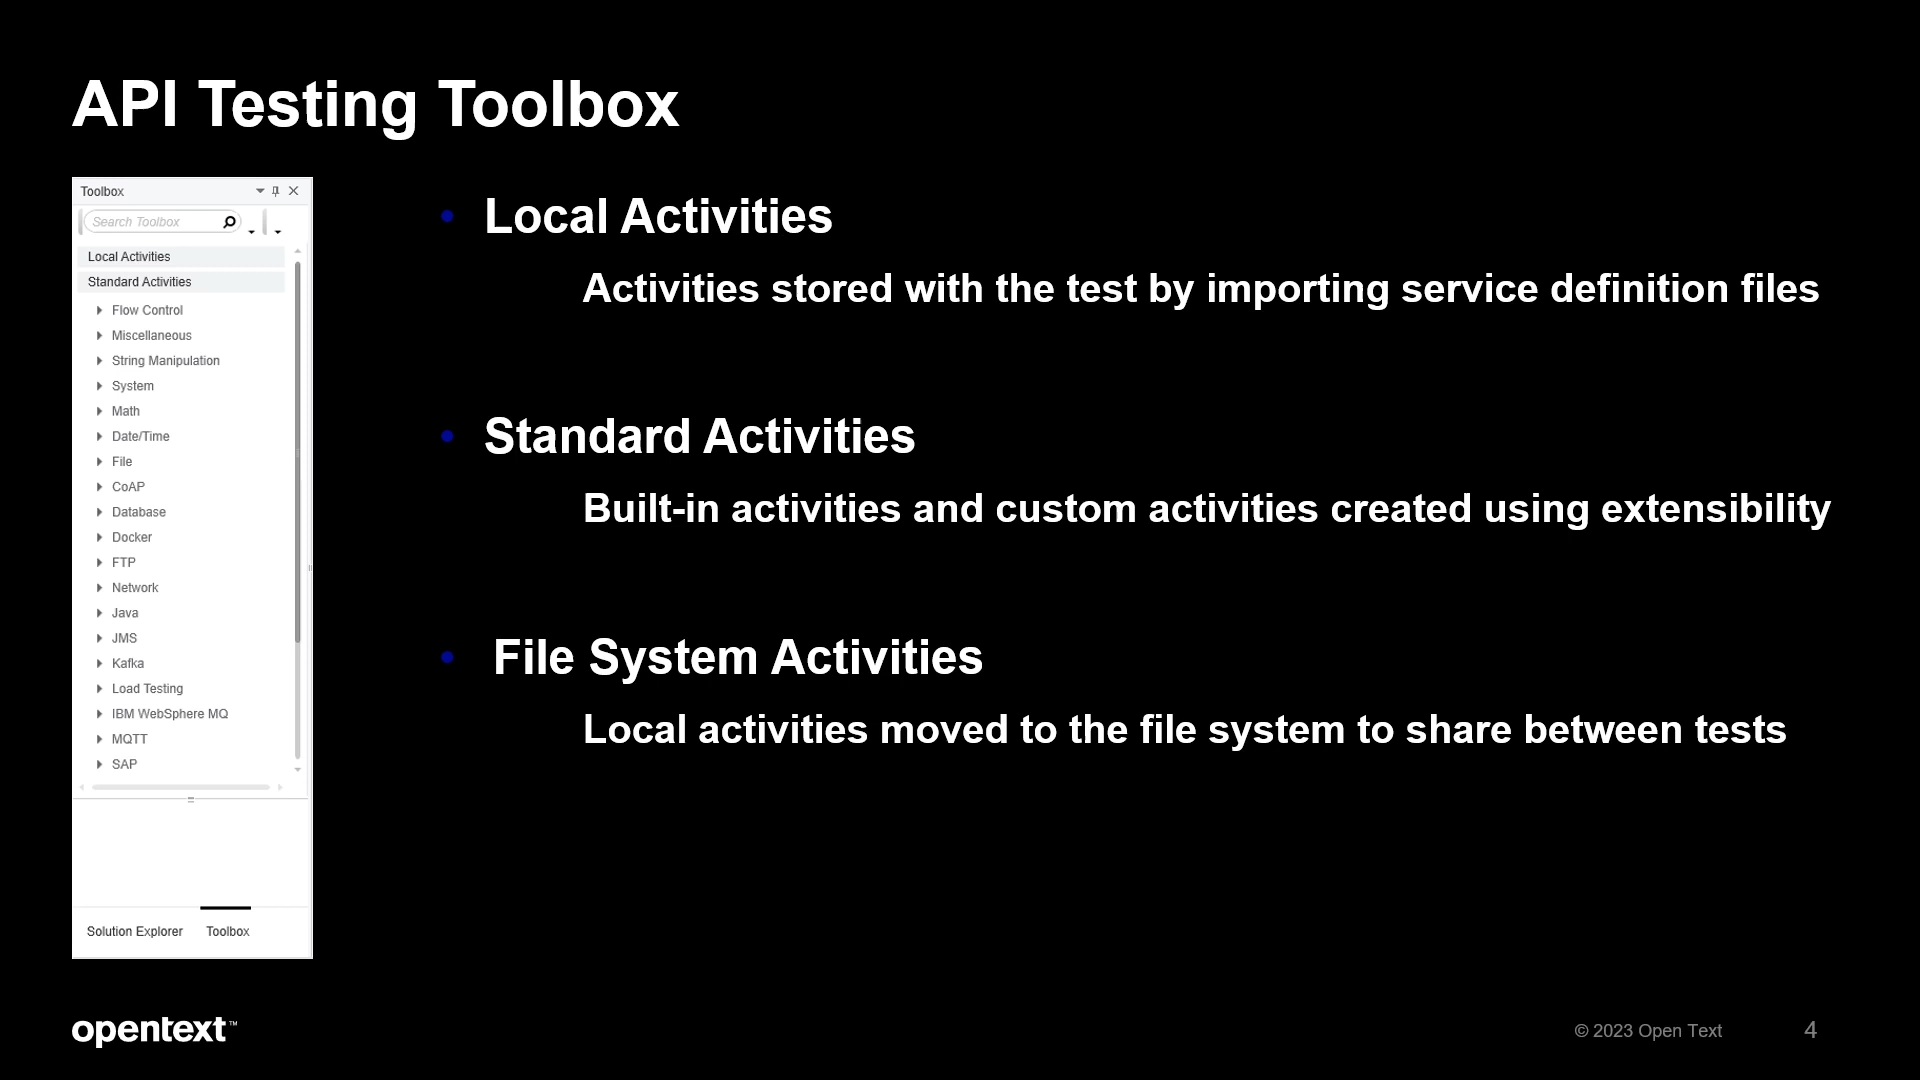 API Testing Toolbox
Toolbox
Search Toolbox
Local Activities
Standard Activities
Flow Control
Miscellaneous
String Manipulation
System
Math
Date/Time
File
CoAP
Database
Docker
FTP
Network
Java
JMS
Kafka
Load Testing
IBM WebSphere MQ
MQTT
SAP
Solution Explorer Toolbox
• Local Activities
Activities stored with the test by importing service definition files
• Standard Activities
Built-in activities and custom activities created using extensibility
• File System Activities
Local activities moved to the file system to share between tests
opentext™
© 2023 Open Text 4